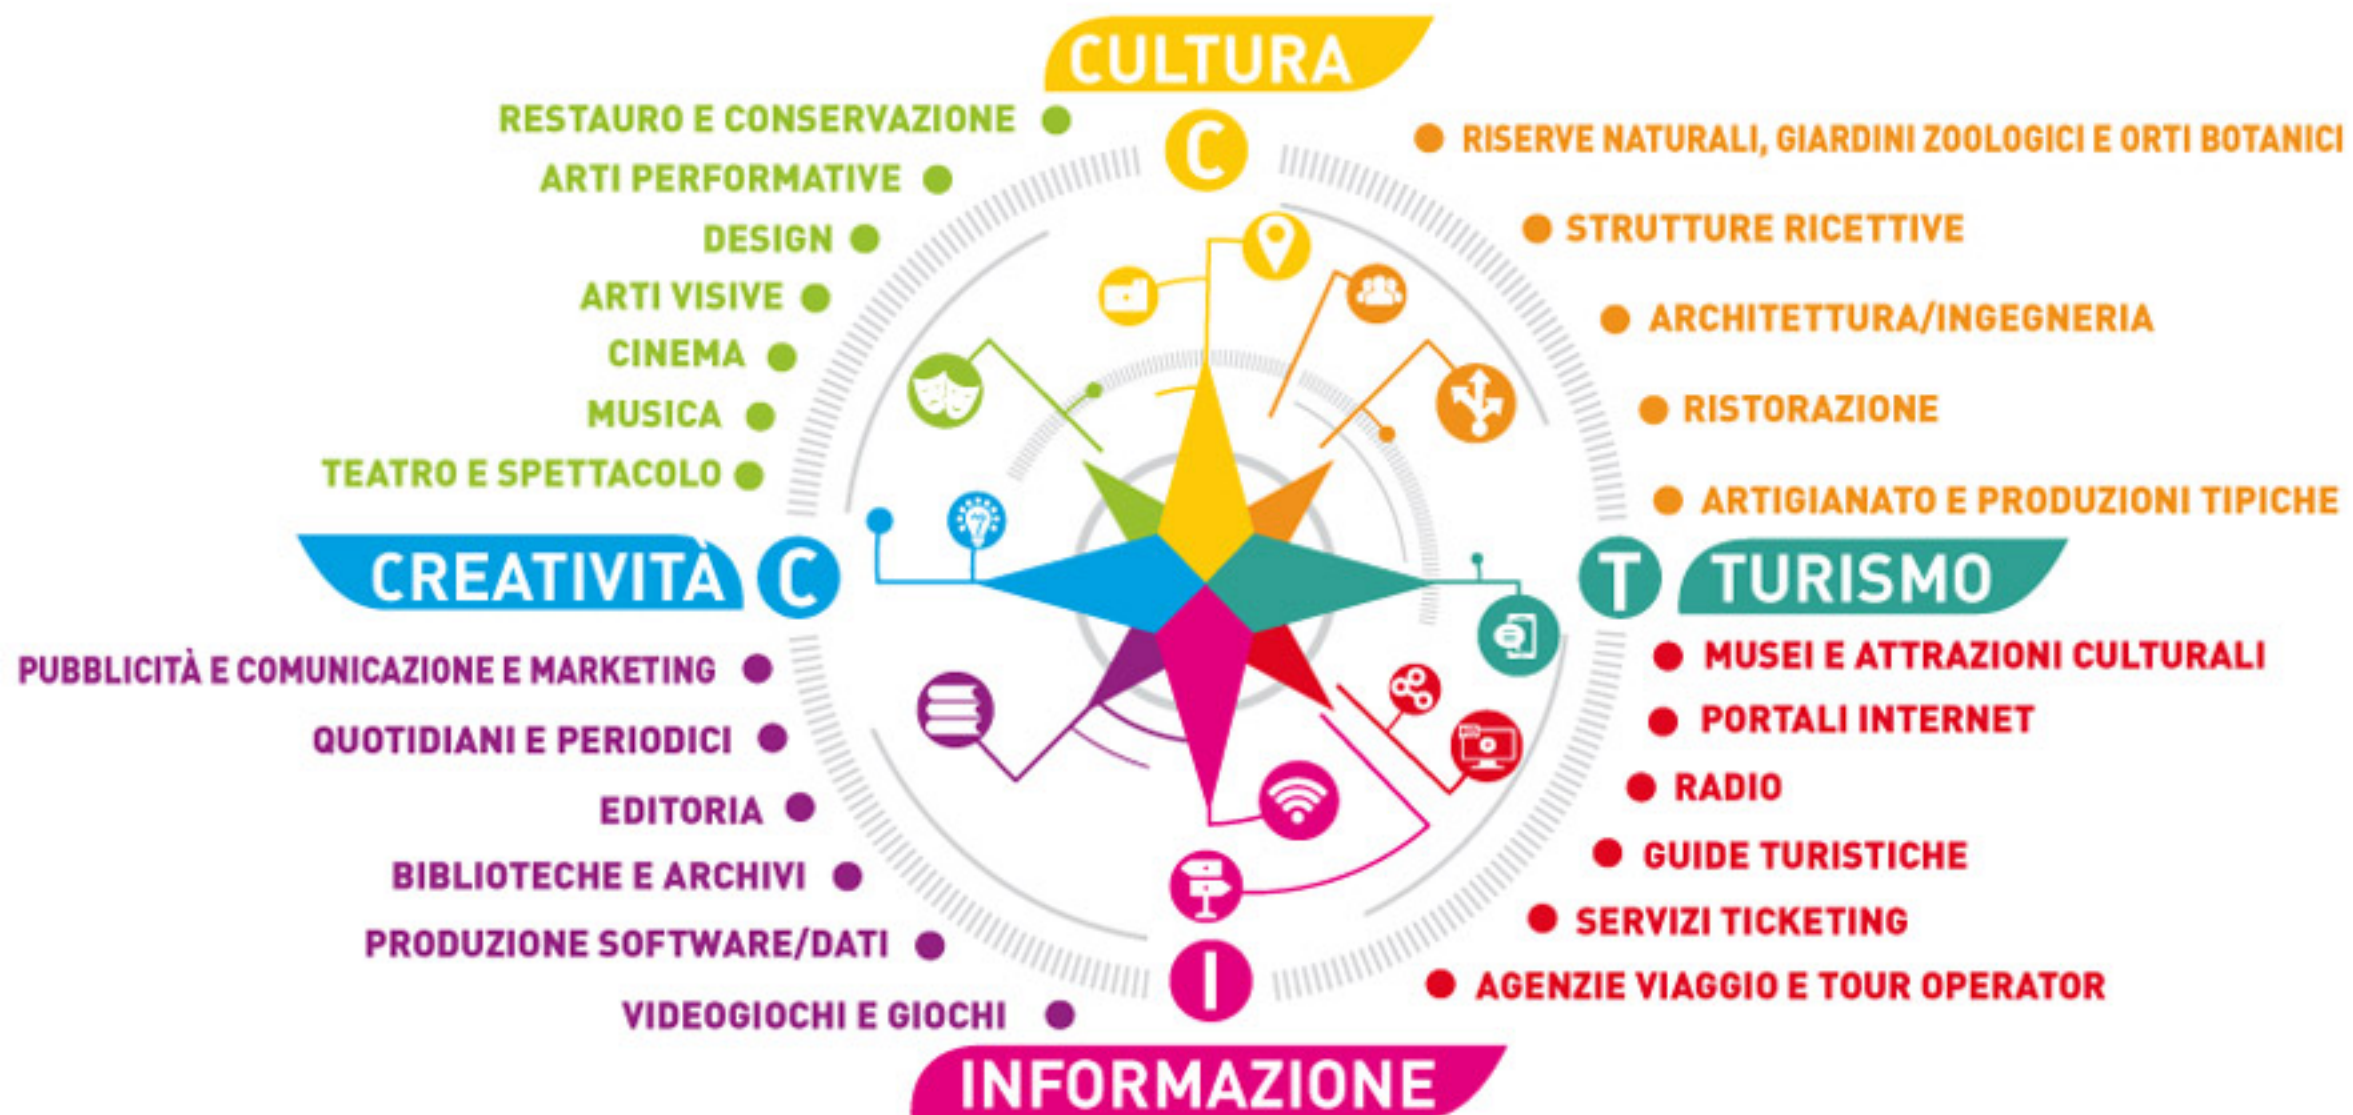 CULTURA
C
RESTAURO E CONSERVAZIONE
ARTI PERFORMATIVE
DESIGN
ARTI VISIVE
CINEMA
MUSICA
TEATRO E SPETTACOLO
RISERVE NATURALI, GIARDINI ZOOLOGICI E ORTI BOTANICI
STRUTTURE RICETTIVE
ARCHITETTURA/INGEGNERIA
RISTORAZIONE
ARTIGIANATO E PRODUZIONI TIPICHE
CREATIVITÀ C
T TURISMO
PUBBLICITÀ E COMUNICAZIONE E MARKETING
QUOTIDIANI E PERIODICI
EDITORIA
BIBLIOTECHE E ARCHIVI
PRODUZIONE SOFTWARE/DATI
VIDEOGIOCHI E GIOCHI
MUSEI E ATTRAZIONI CULTURALI
PORTALI INTERNET
RADIO
GUIDE TURISTICHE
SERVIZI TICKETING
AGENZIE VIAGGIO E TOUR OPERATOR
I
INFORMAZIONE